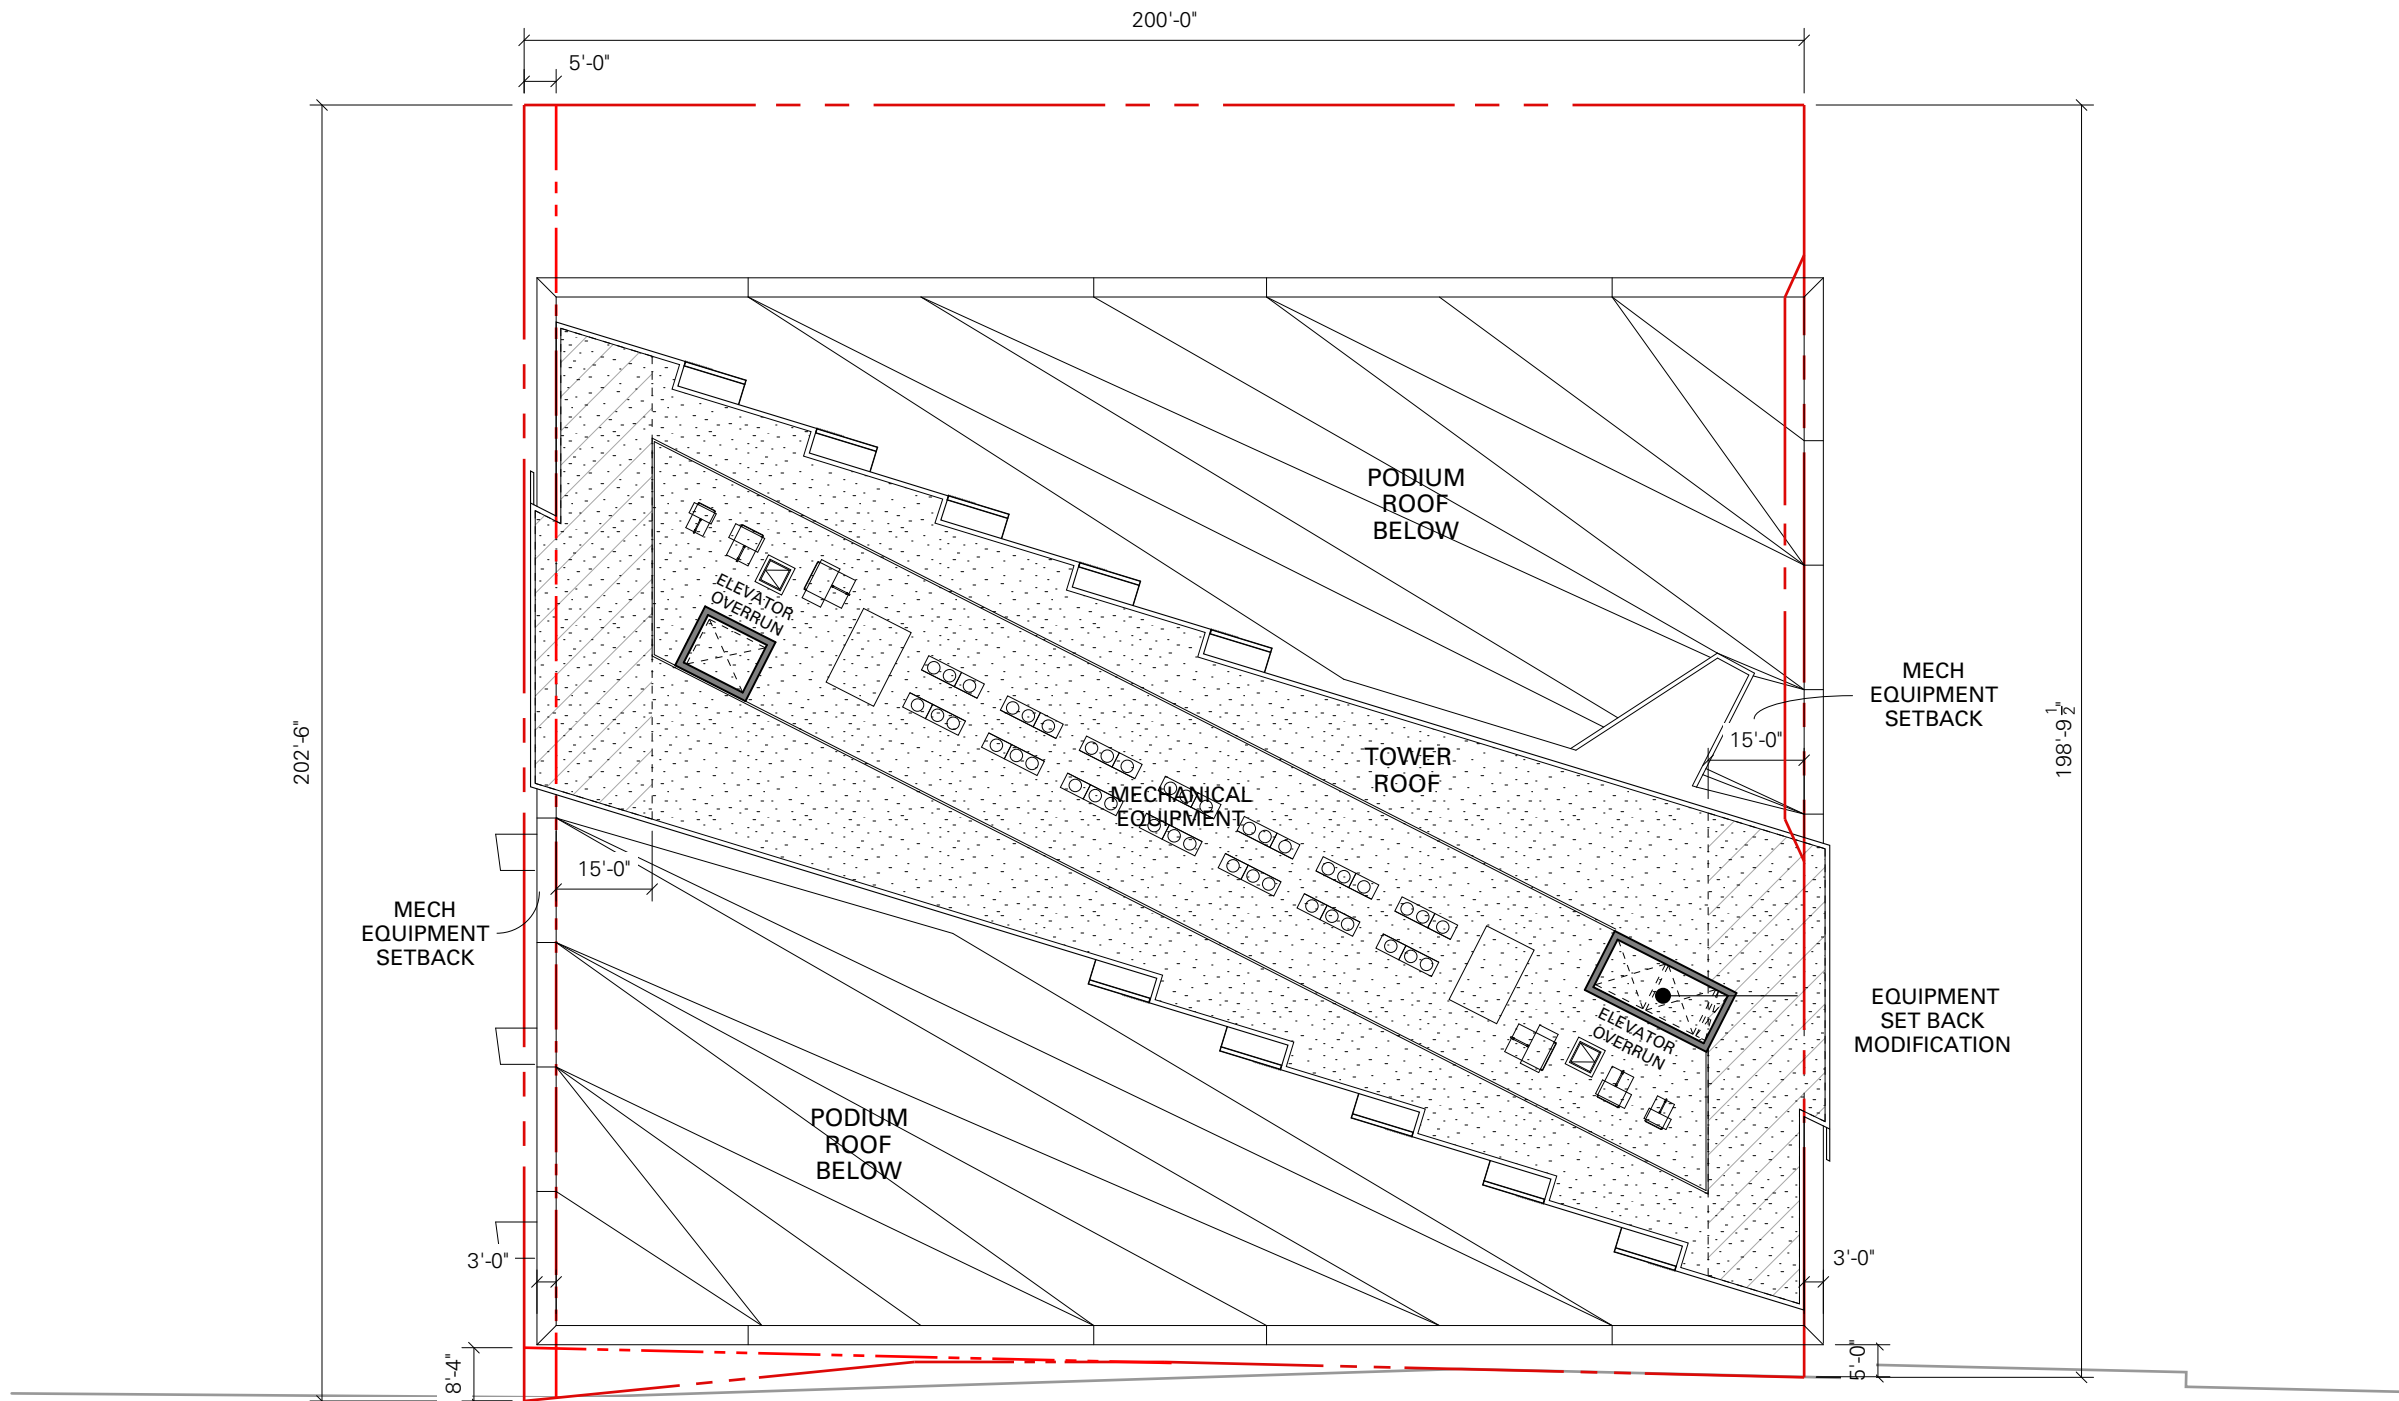 200'-0"
5'-0"
PODIUM
ROOF
BELOW
ELEVATOR
OVERRUN
MECH
EQUIPMENT
SETBACK
202'-6"
198'-9 1/2"
15'-0"
TOWER
ROOF
MECHANICAL
EQUIPMENT
15'-0"
MECH
EQUIPMENT
SETBACK
EQUIPMENT
SET BACK
MODIFICATION
ELEVATOR
OVERRUN
PODIUM
ROOF
BELOW
3'-0"
3'-0"
8'-4"
5'-0"